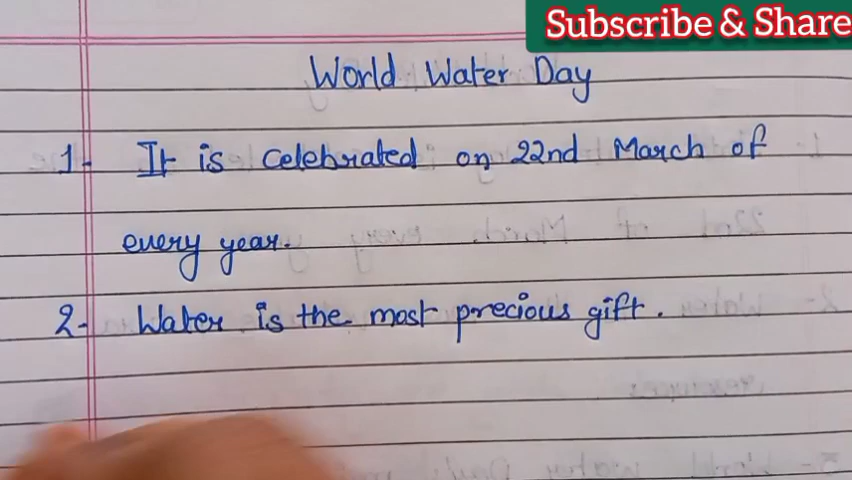 Subscribe & Share
World Water Day
1- It is celebrated on 22nd March of
every year.
2- Water is the most precious gift.